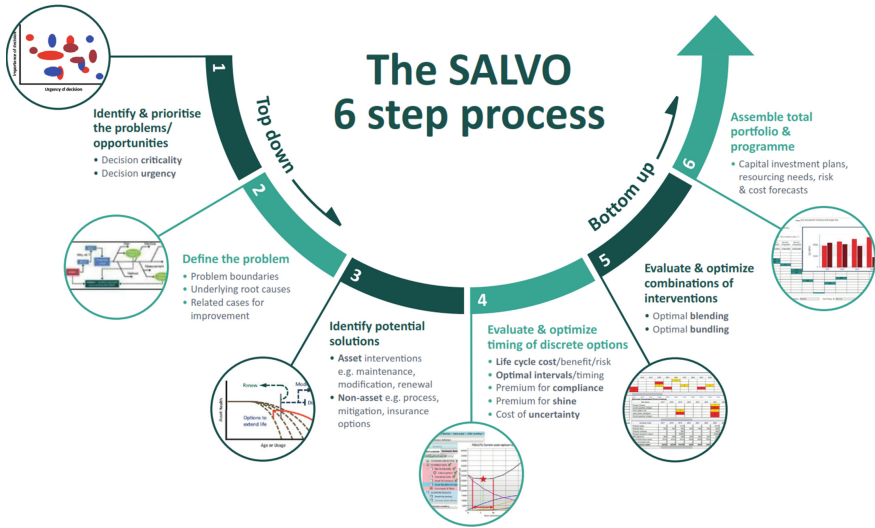 The SALVO
6 step process
Top down
Bottom up
1
Importance of decision
Urgency of decision
Identify & prioritise
the problems/
opportunities
• Decision criticality
• Decision urgency
2
Define the problem
• Problem boundaries
• Underlying root causes
• Related cases for
improvement
3
Identify potential
solutions
• Asset interventions
e.g. maintenance,
modification, renewal
• Non-asset e.g. process,
mitigation, insurance
options
Renew
Asset Health
Options to
extend life
Age or Usage
4
Evaluate & optimize
timing of discrete options
• Life cycle cost/benefit/risk
• Optimal intervals/timing
• Premium for compliance
• Premium for shine
• Cost of uncertainty
5
Evaluate & optimize
combinations of
interventions
• Optimal blending
• Optimal bundling
6
Assemble total
portfolio &
programme
• Capital investment plans,
resourcing needs, risk
& cost forecasts